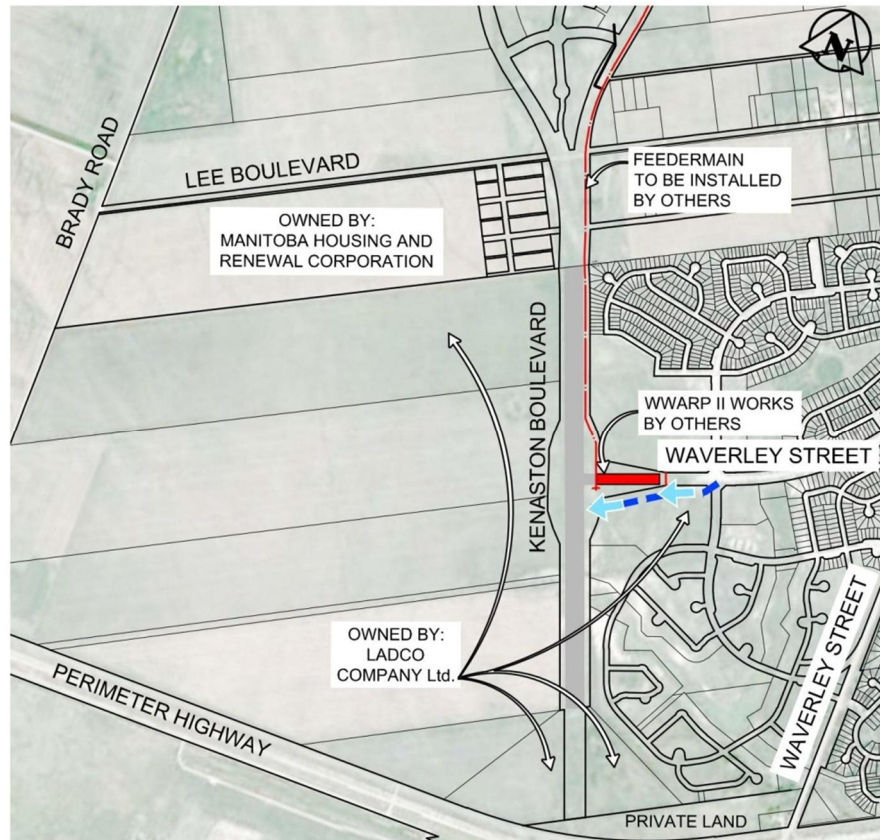 N
BRADY ROAD
LEE BOULEVARD
FEEDERMAIN
TO BE INSTALLED
BY OTHERS
OWNED BY:
MANITOBA HOUSING AND
RENEWAL CORPORATION
KENASTON BOULEVARD
WWARP II WORKS
BY OTHERS
WAVERLEY STREET
OWNED BY:
LADCO
COMPANY Ltd.
WAVERLEY STREET
PERIMETER HIGHWAY
PRIVATE LAND